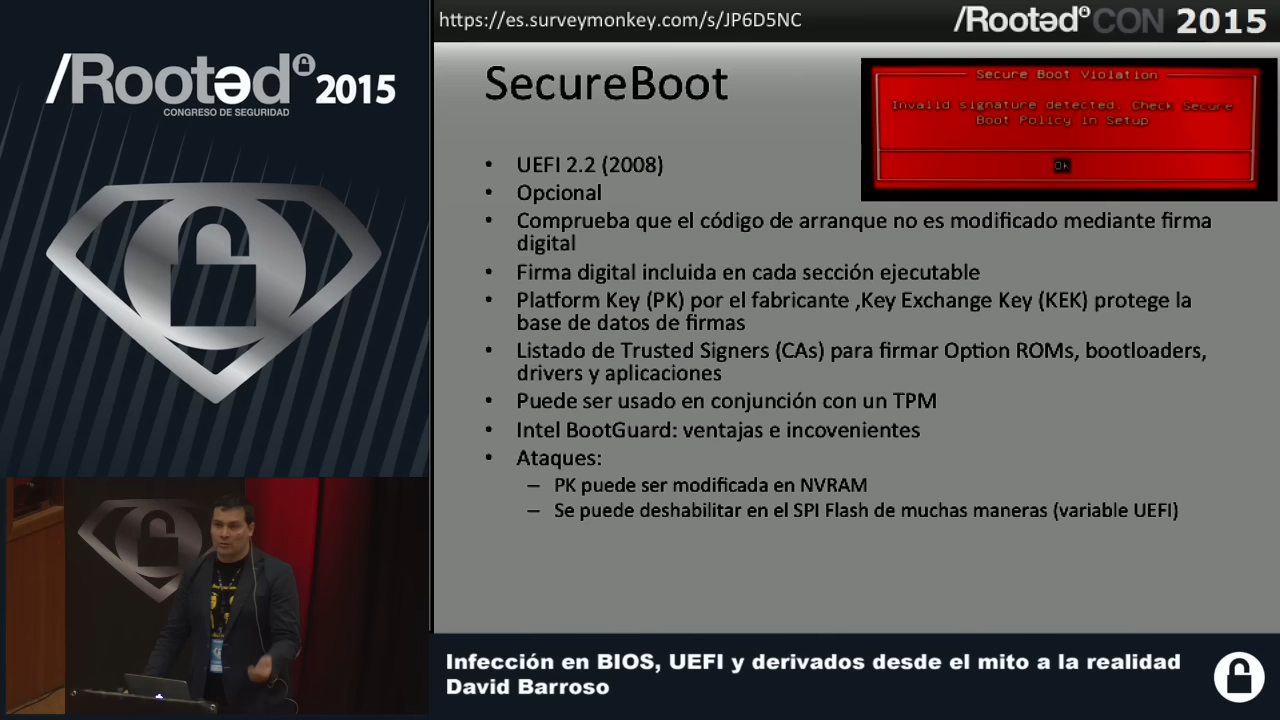 https://es.surveymonkey.com/s/JP6D5NC
/RootedCON 2015
/Rooted 2015
CONGRESO DE SEGURIDAD
SecureBoot
Secure Boot Violation
Invalid signature detected. Check Secure
Boot Policy in Setup
Ok
• UEFI 2.2 (2008)
• Opcional
• Comprueba que el código de arranque no es modificado mediante firma
digital
• Firma digital incluida en cada sección ejecutable
• Platform Key (PK) por el fabricante ,Key Exchange Key (KEK) protege la
base de datos de firmas
• Listado de Trusted Signers (CAs) para firmar Option ROMs, bootloaders,
drivers y aplicaciones
• Puede ser usado en conjunción con un TPM
• Intel BootGuard: ventajas e incovenientes
• Ataques:
– PK puede ser modificada en NVRAM
– Se puede deshabilitar en el SPI Flash de muchas maneras (variable UEFI)
Infección en BIOS, UEFI y derivados desde el mito a la realidad
David Barroso